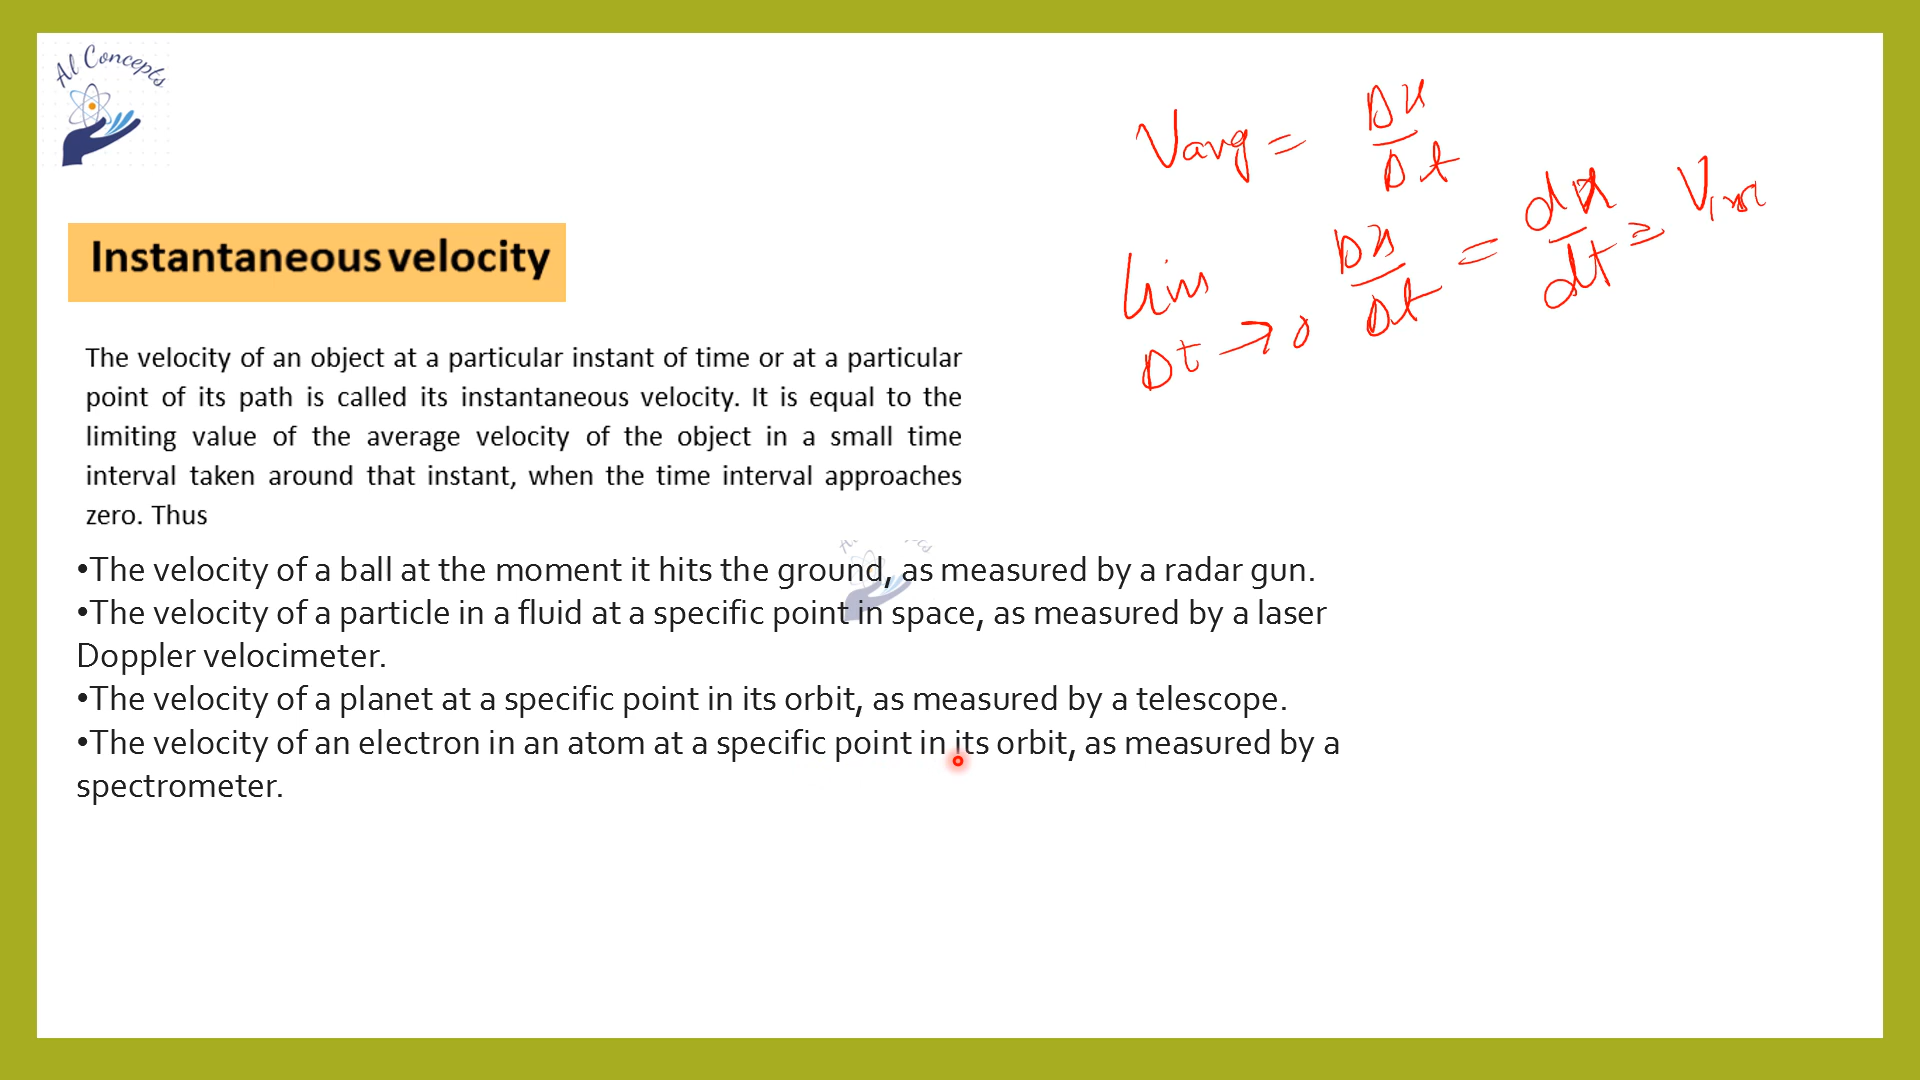 Al Concepts
Vavg = Δx/Δt
lim Δt→0 Δx/Δt = dx/dt = Vinst
Instantaneous velocity
The velocity of an object at a particular instant of time or at a particular
point of its path is called its instantaneous velocity. It is equal to the
limiting value of the average velocity of the object in a small time
interval taken around that instant, when the time interval approaches
zero. Thus
•The velocity of a ball at the moment it hits the ground, as measured by a radar gun.
•The velocity of a particle in a fluid at a specific point in space, as measured by a laser
Doppler velocimeter.
•The velocity of a planet at a specific point in its orbit, as measured by a telescope.
•The velocity of an electron in an atom at a specific point in its orbit, as measured by a
spectrometer.